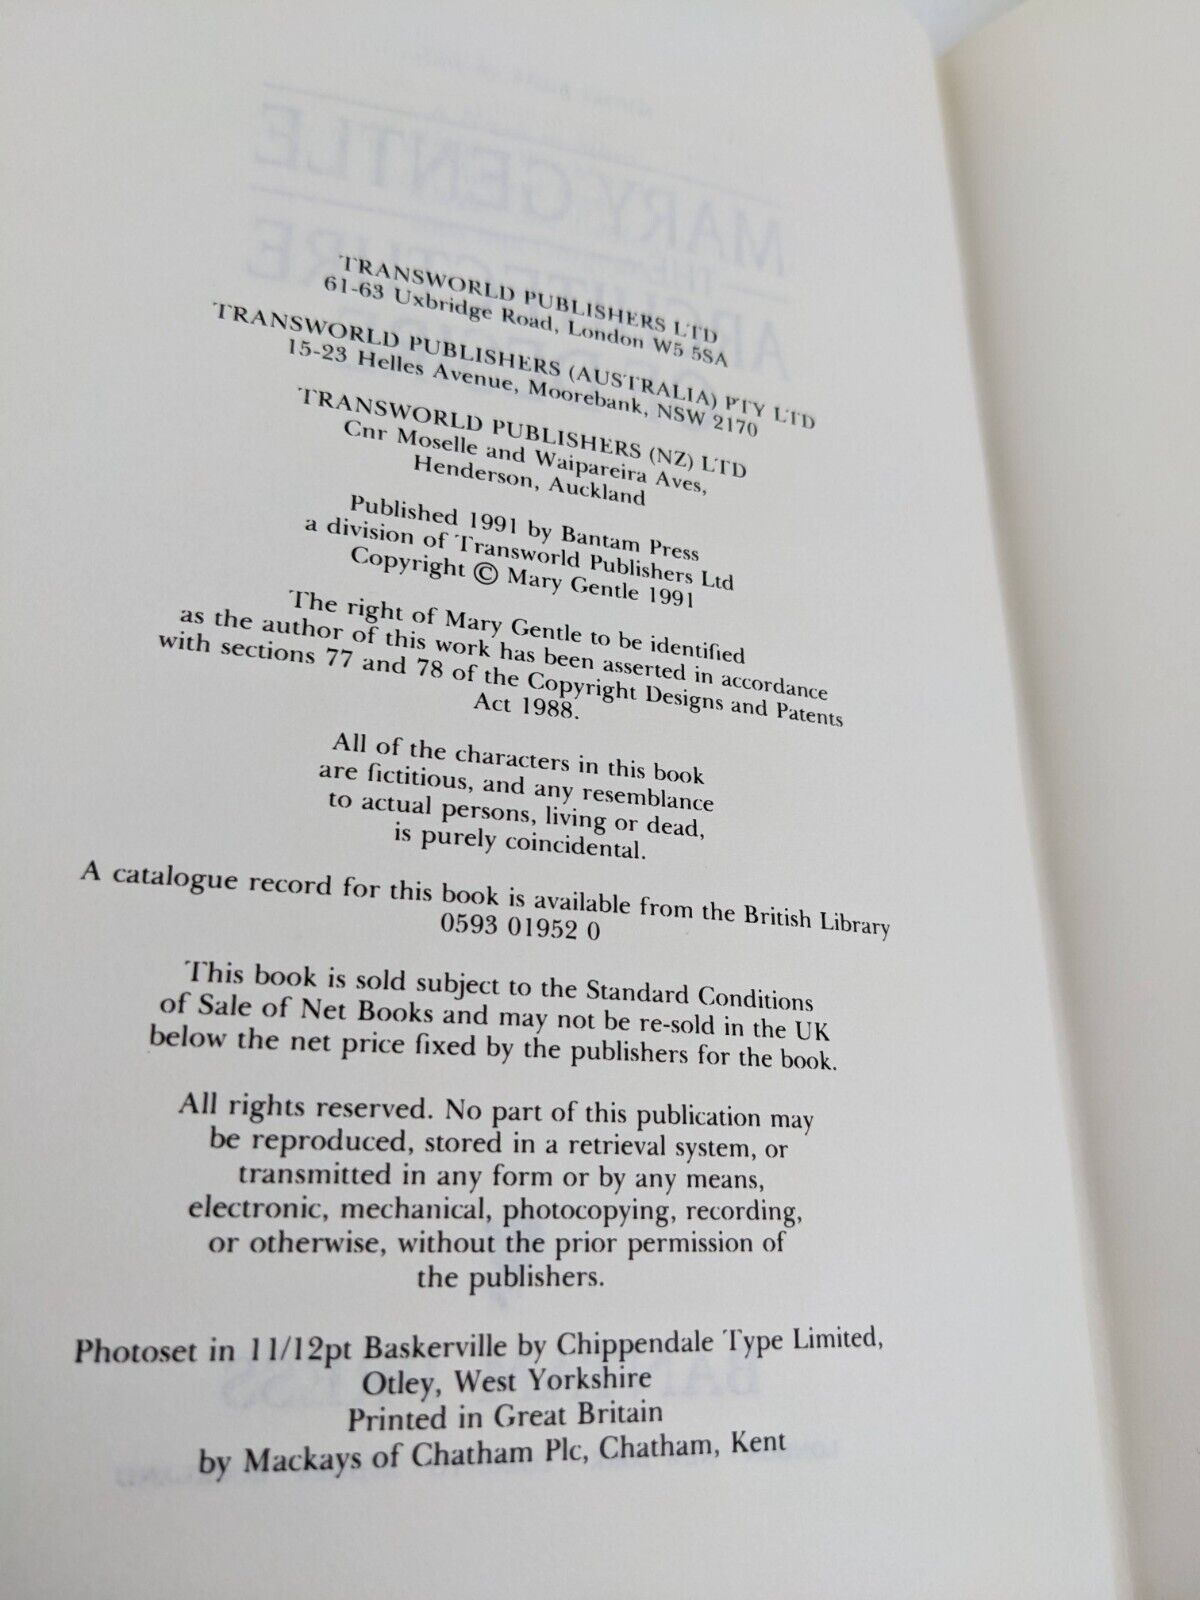 TRANSWORLD PUBLISHERS LTD
61-63 Uxbridge Road, London W5 5SA
TRANSWORLD PUBLISHERS (AUSTRALIA) PTY LTD
15-23 Helles Avenue, Moorebank, NSW 2170
TRANSWORLD PUBLISHERS (NZ) LTD
Cnr Moselle and Waipareira Aves,
Henderson, Auckland
Published 1991 by Bantam Press
a division of Transworld Publishers Ltd
Copyright © Mary Gentle 1991
The right of Mary Gentle to be identified
as the author of this work has been asserted in accordance
with sections 77 and 78 of the Copyright Designs and Patents
Act 1988.
All of the characters in this book
are fictitious, and any resemblance
to actual persons, living or dead,
is purely coincidental.
A catalogue record for this book is available from the British Library
0593 01952 0
This book is sold subject to the Standard Conditions
of Sale of Net Books and may not be re-sold in the UK
below the net price fixed by the publishers for the book.
All rights reserved. No part of this publication may
be reproduced, stored in a retrieval system, or
transmitted in any form or by any means,
electronic, mechanical, photocopying, recording,
or otherwise, without the prior permission of
the publishers.
Photoset in 11/12pt Baskerville by Chippendale Type Limited,
Otley, West Yorkshire
Printed in Great Britain
by Mackays of Chatham Plc, Chatham, Kent
MARY GENTLE
THE
ARCHITECTURE